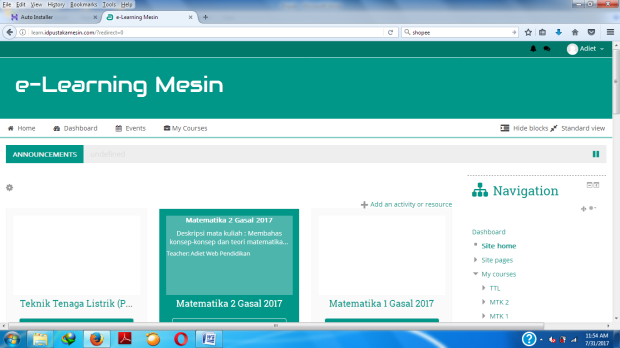 File Edit View History Bookmarks Tools Help
Auto Installer
e-Learning Mesin
learn.idpustakamesin.com/?redirect=0
shopee
Adiet
e-Learning Mesin
Home Dashboard Events My Courses Hide blocks Standard view
ANNOUNCEMENTS undefined
Add an activity or resource
Navigation
Matematika 2 Gasal 2017
Deskripsi mata kuliah : Membahas
konsep-konsep dan teori matematika...
Teacher: Adiet Web Pendidikan
Teknik Tenaga Listrik (P...
Matematika 2 Gasal 2017
Matematika 1 Gasal 2017
Dashboard
Site home
Site pages
My courses
TTL
MTK 2
MTK 1
11:54 AM
7/31/2017